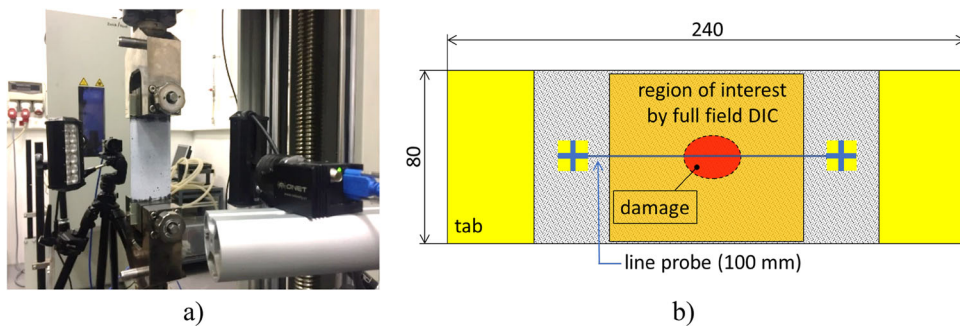 240
region of interest
by full field DIC
80
damage
tab
line probe (100 mm)
a)
b)